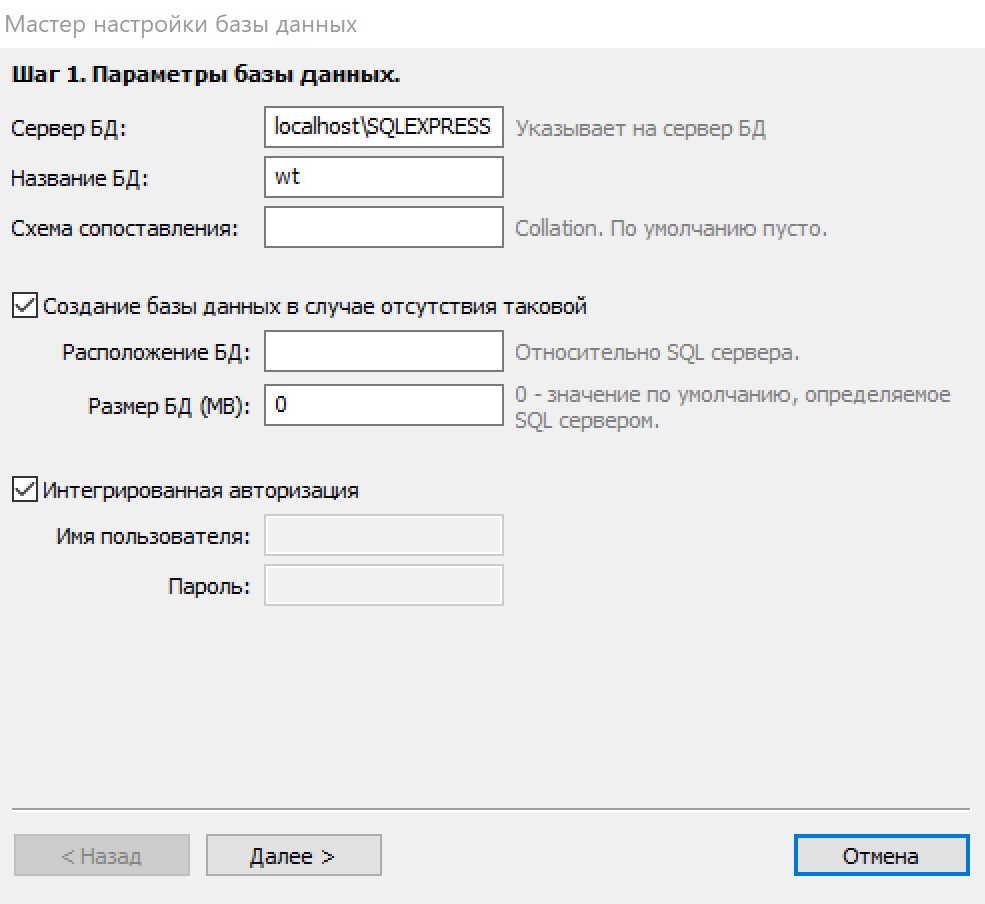 Мастер настройки базы данных
Шаг 1. Параметры базы данных.
Сервер БД: localhost\SQLEXPRESS Указывает на сервер БД
Название БД: wt
Схема сопоставления: Collation. По умолчанию пусто.
Создание базы данных в случае отсутствия таковой
Расположение БД: Относительно SQL сервера.
Размер БД (MB): 0 0 - значение по умолчанию, определяемое
SQL сервером.
Интегрированная авторизация
Имя пользователя:
Пароль:
< Назад Далее > Отмена